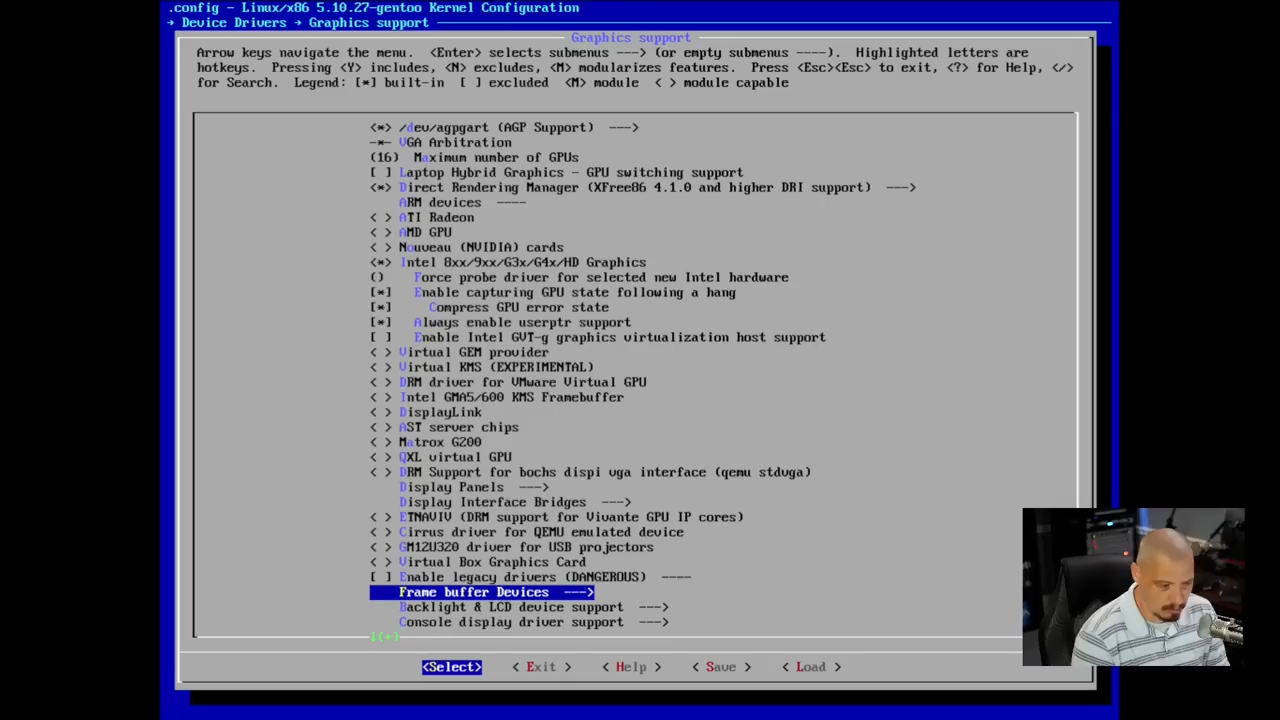 .config - Linux/x86 5.10.27-gentoo Kernel Configuration
→ Device Drivers → Graphics support
Graphics support
Arrow keys navigate the menu. <Enter> selects submenus ---> (or empty submenus ----). Highlighted letters are
hotkeys. Pressing <Y> includes, <N> excludes, <M> modularizes features. Press <Esc><Esc> to exit, <?> for Help, </>
for Search. Legend: [*] built-in [ ] excluded <M> module < > module capable
<*> /dev/agpgart (AGP Support) --->
-*- VGA Arbitration
(16) Maximum number of GPUs
[ ] Laptop Hybrid Graphics - GPU switching support
<*> Direct Rendering Manager (XFree86 4.1.0 and higher DRI support) --->
ARM devices ----
< > ATI Radeon
< > AMD GPU
< > Nouveau (NVIDIA) cards
<*> Intel 8xx/9xx/G3x/G4x/HD Graphics
() Force probe driver for selected new Intel hardware
[*] Enable capturing GPU state following a hang
[*] Compress GPU error state
[*] Always enable userptr support
[ ] Enable Intel GVT-g graphics virtualization host support
< > Virtual GEM provider
< > Virtual KMS (EXPERIMENTAL)
< > DRM driver for VMware Virtual GPU
< > Intel GMA5/600 KMS Framebuffer
< > DisplayLink
< > AST server chips
< > Matrox G200
< > QXL virtual GPU
< > DRM Support for bochs dispi vga interface (qemu stdvga)
Display Panels --->
Display Interface Bridges --->
< > ETNAVIV (DRM support for Vivante GPU IP cores)
< > Cirrus driver for QEMU emulated device
< > GM12U320 driver for USB projectors
< > Virtual Box Graphics Card
[ ] Enable legacy drivers (DANGEROUS) ----
Frame buffer Devices --->
Backlight & LCD device support --->
Console display driver support --->
↓(+)
<Select> < Exit > < Help > < Save > < Load >